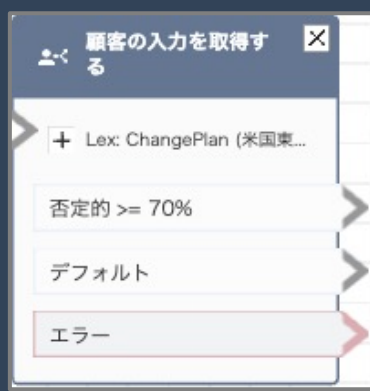 顧客の入力を取得す
る
Lex: ChangePlan (米国東...
否定的 >= 70%
デフォルト
エラー